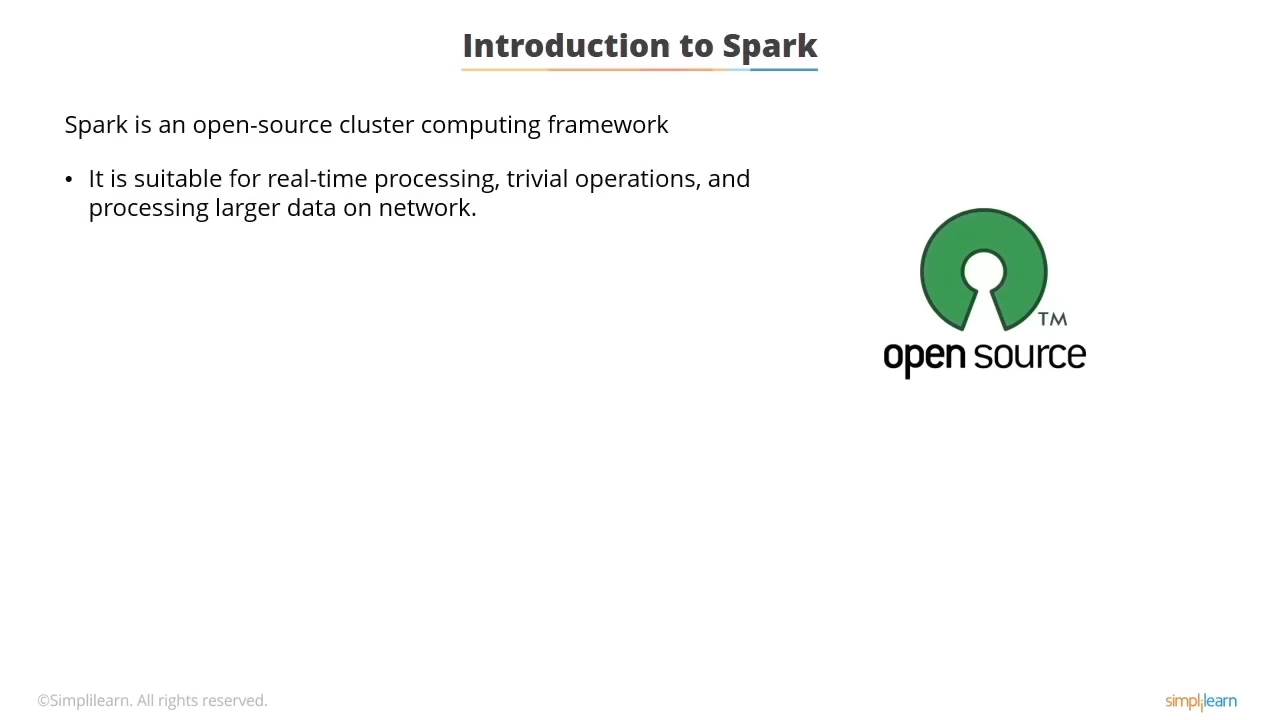 Introduction to Spark
Spark is an open-source cluster computing framework
• It is suitable for real-time processing, trivial operations, and
processing larger data on network.
TM
open source
©Simplilearn. All rights reserved.
simplilearn